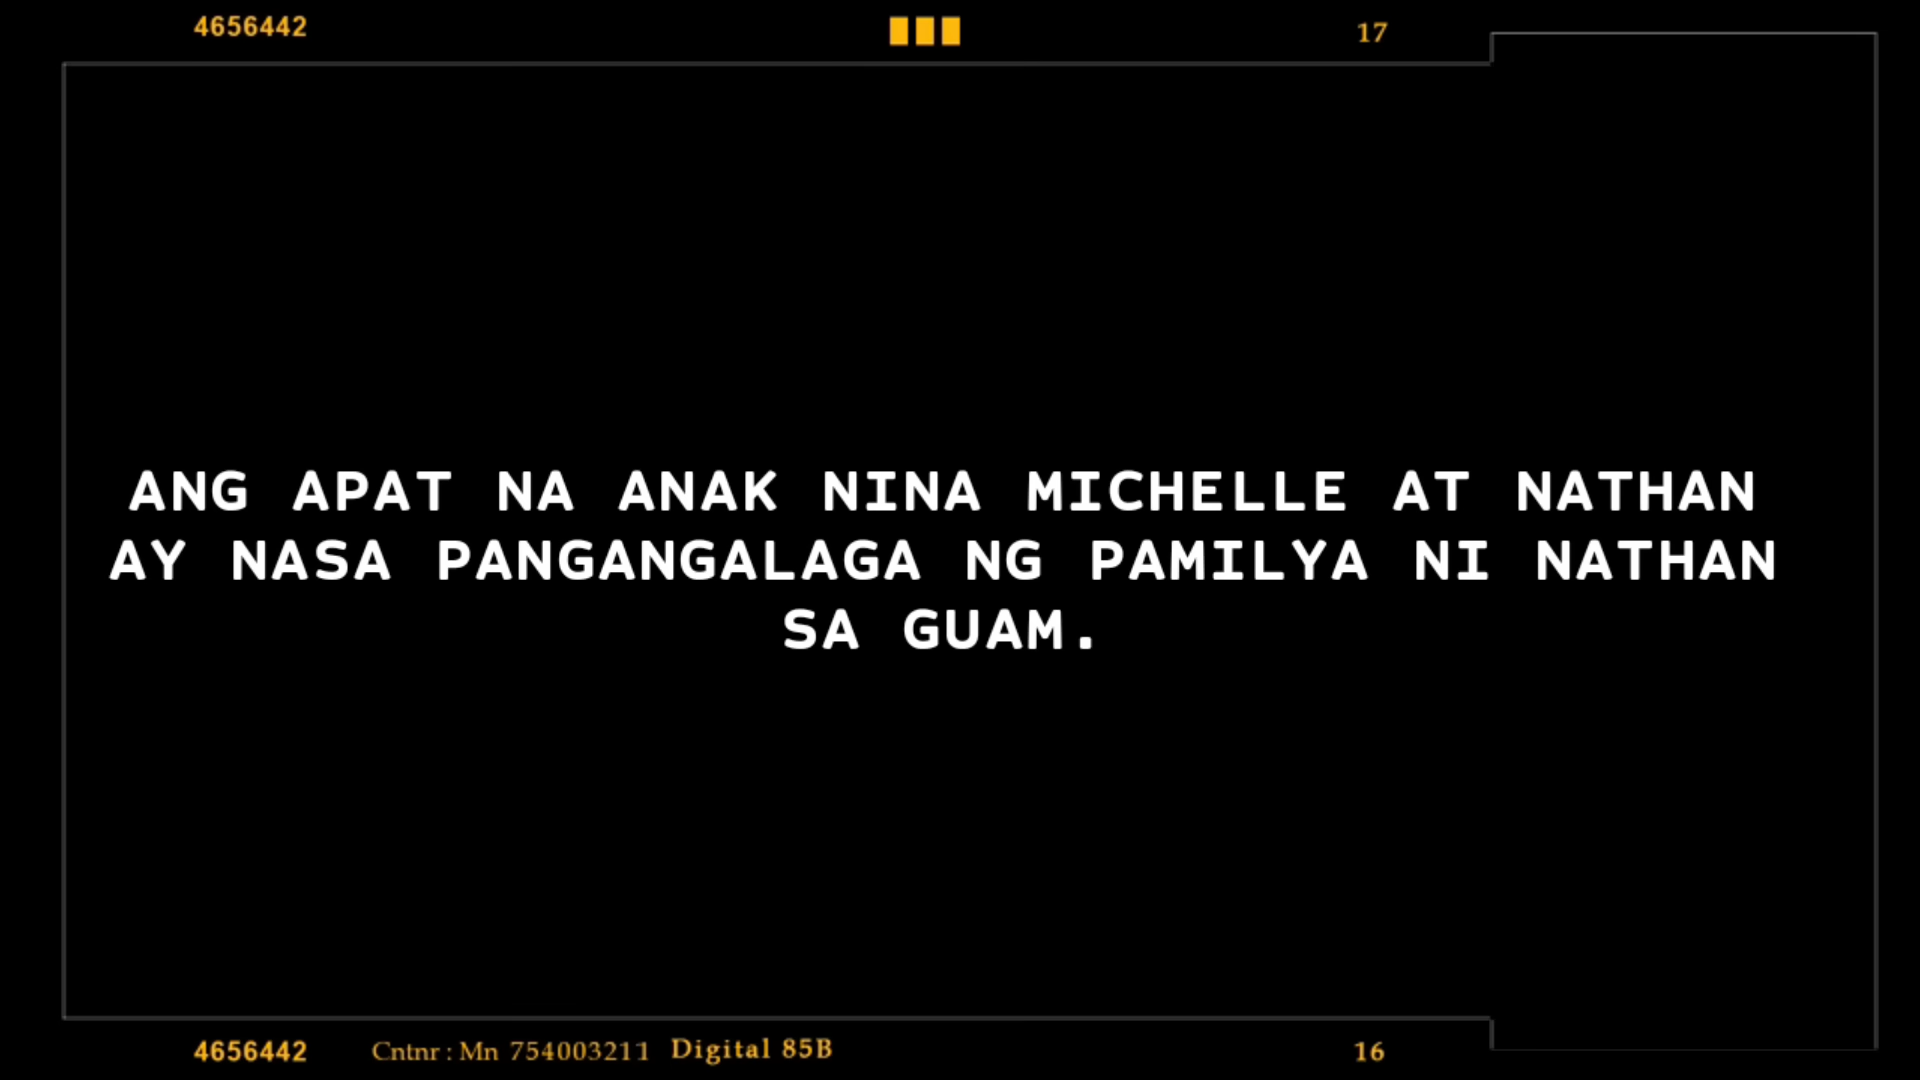 4656442 17
ANG APAT NA ANAK NINA MICHELLE AT NATHAN
AY NASA PANGANGALAGA NG PAMILYA NI NATHAN
SA GUAM.
4656442 Cntnr : Mn 754003211 Digital 85B 16